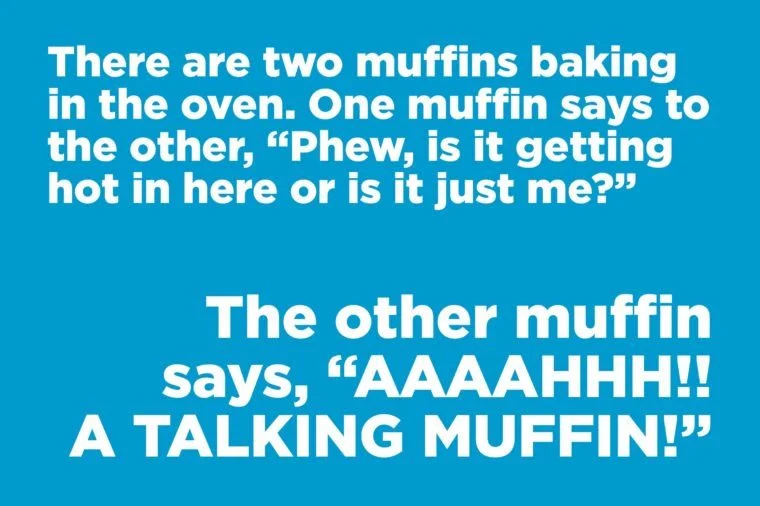 There are two muffins baking
in the oven. One muffin says to
the other, “Phew, is it getting
hot in here or is it just me?”
The other muffin
says, “AAAAHHH!!
A TALKING MUFFIN!”